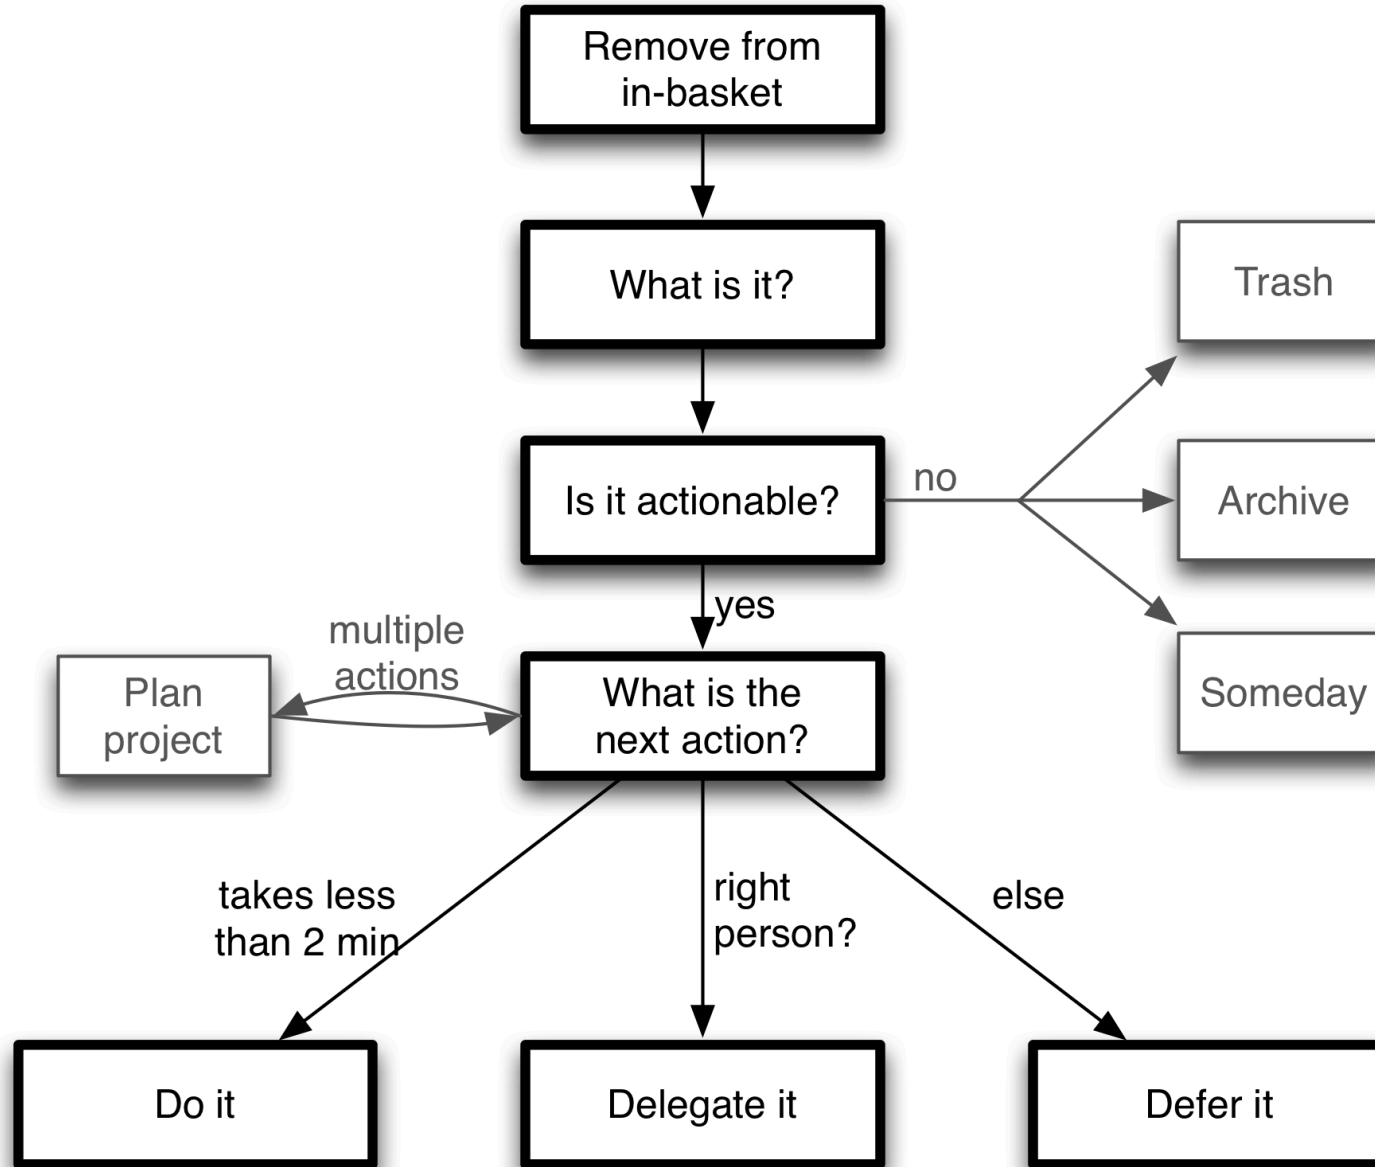 Remove from
in-basket
What is it?
Trash
Is it actionable?
no
Archive
yes
multiple
actions
Plan
project
What is the
next action?
Someday
takes less
than 2 min
right
person?
else
Do it
Delegate it
Defer it